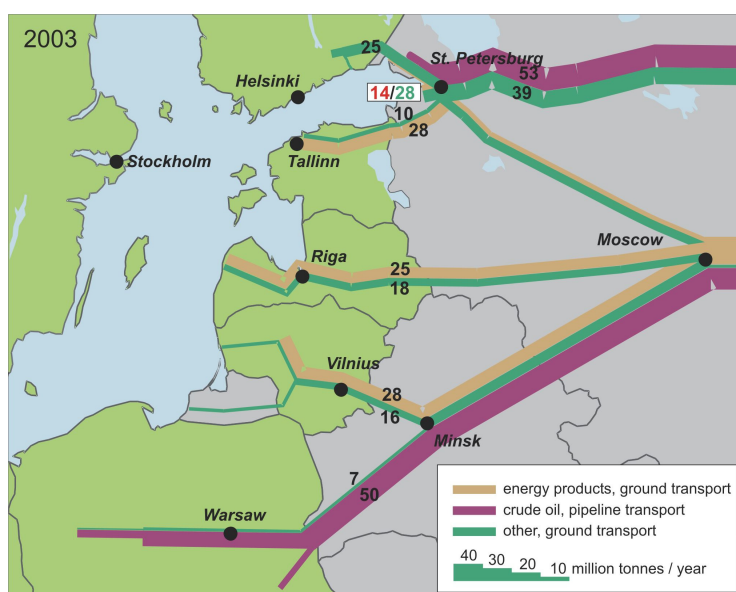 2003
25
St. Petersburg
Helsinki
53
14/28
39
10
28
Tallinn
Stockholm
Moscow
Riga
25
18
Vilnius
28
16
Minsk
7
50
Warsaw
energy products, ground transport
crude oil, pipeline transport
other, ground transport
40 30 20 10 million tonnes / year